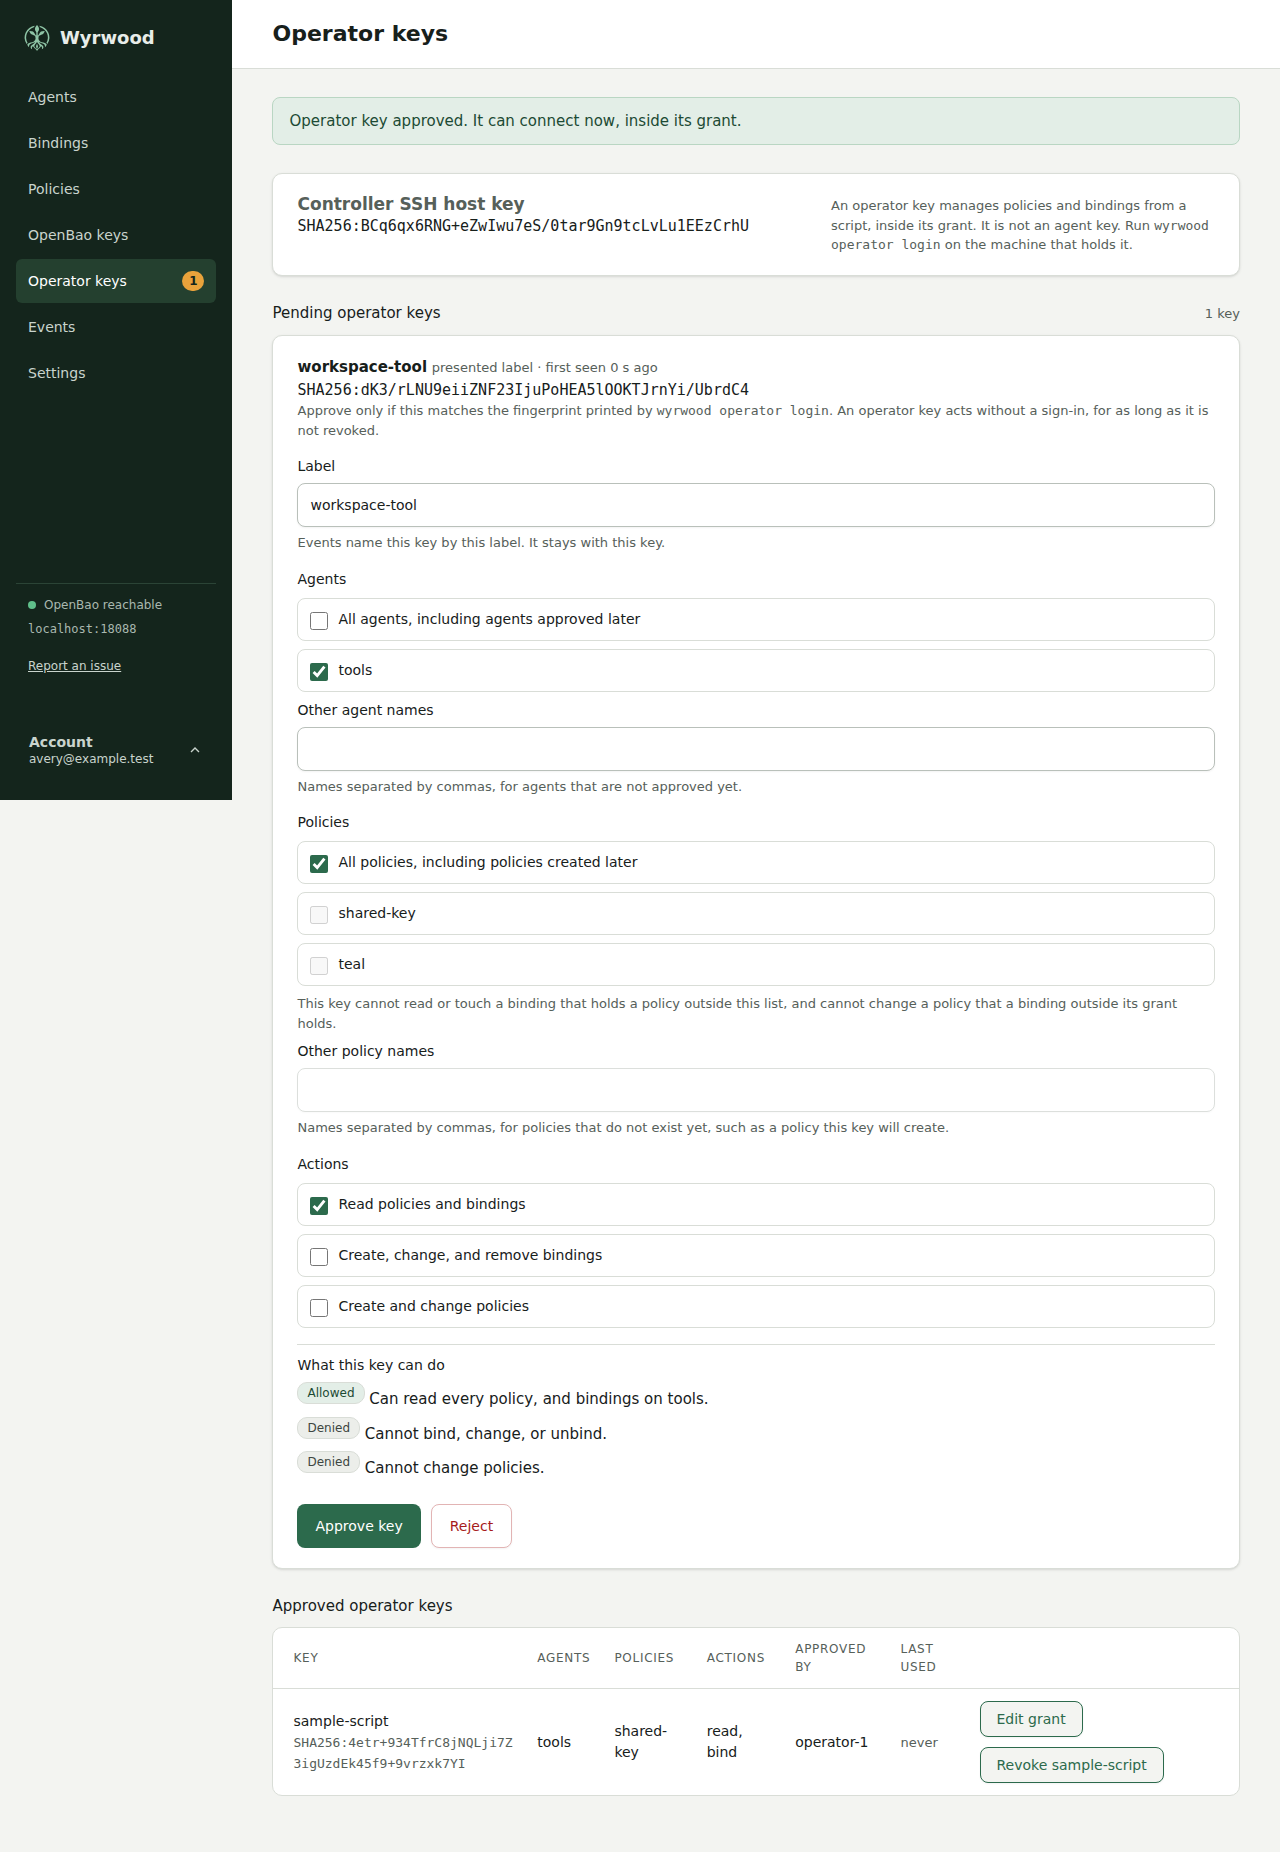 Wyrwood
Agents
Bindings
Policies
OpenBao keys
Operator keys 1
Events
Settings
OpenBao reachable
localhost:18088
Report an issue
Account
avery@example.test
Operator keys
Operator key approved. It can connect now, inside its grant.
Controller SSH host key
SHA256:BCq6qx6RNG+eZwIwu7eS/0tar9Gn9tcLvLu1EEzCrhU
An operator key manages policies and bindings from a
script, inside its grant. It is not an agent key. Run wyrwood
operator login on the machine that holds it.
Pending operator keys
1 key
workspace-tool presented label · first seen 0 s ago
SHA256:dK3/rLNU9eiiZNF23IjuPoHEA5lOOKTJrnYi/UbrdC4
Approve only if this matches the fingerprint printed by wyrwood operator login. An operator key acts without a sign-in, for as long as it is
not revoked.
Label
workspace-tool
Events name this key by this label. It stays with this key.
Agents
All agents, including agents approved later
tools
Other agent names
Names separated by commas, for agents that are not approved yet.
Policies
All policies, including policies created later
shared-key
teal
This key cannot read or touch a binding that holds a policy outside this list, and cannot change a policy that a binding outside its grant
holds.
Other policy names
Names separated by commas, for policies that do not exist yet, such as a policy this key will create.
Actions
Read policies and bindings
Create, change, and remove bindings
Create and change policies
What this key can do
Allowed Can read every policy, and bindings on tools.
Denied Cannot bind, change, or unbind.
Denied Cannot change policies.
Approve key
Reject
Approved operator keys
KEY AGENTS POLICIES ACTIONS APPROVED BY LAST USED
sample-script
SHA256:4etr+934TfrC8jNQLji7Z
3igUzdEk45f9+9vrzxk7YI
tools
shared-
key
read,
bind
operator-1
never
Edit grant
Revoke sample-script